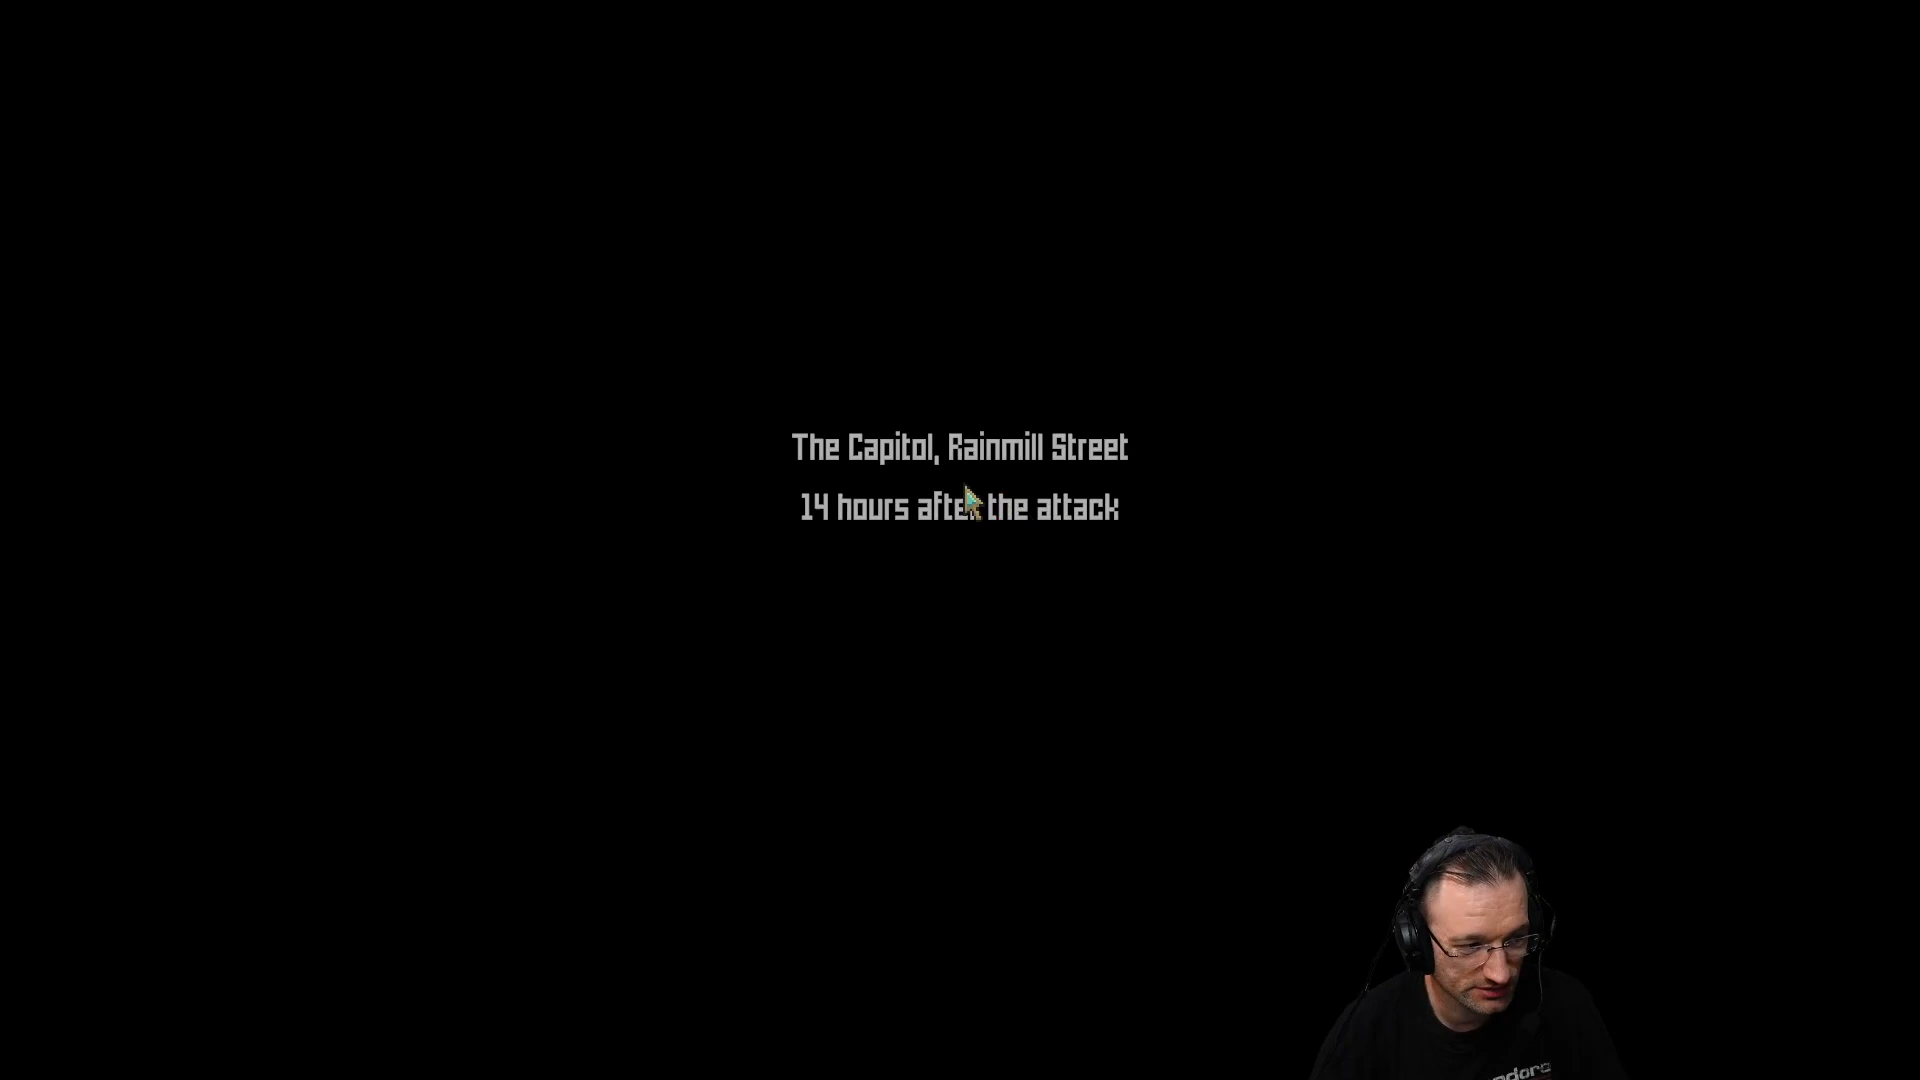 The Capitol, Rainmill Street
14 hours after the attack